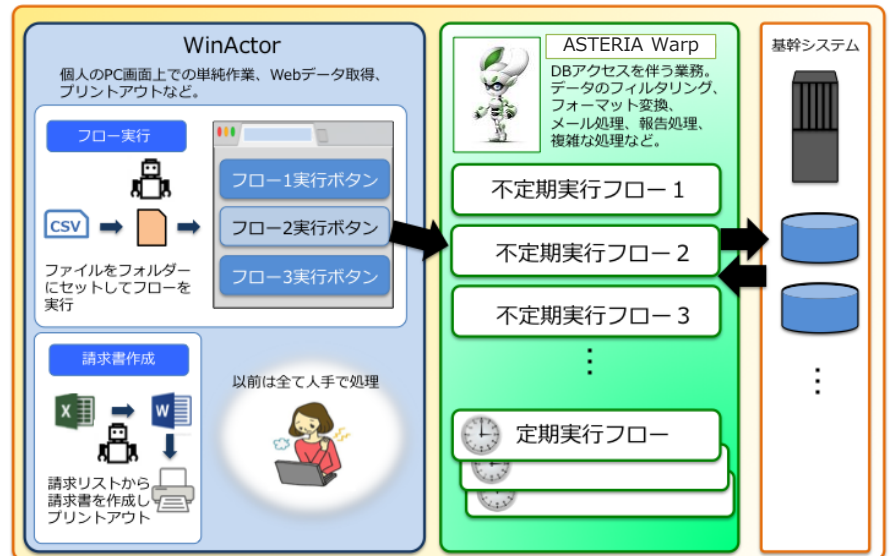 WinActor
個人のPC画面上での単純作業、Webデータ取得、
プリントアウトなど。
フロー実行
CSV
ファイルをフォルダー
にセットしてフローを
実行
フロー1実行ボタン
フロー2実行ボタン
フロー3実行ボタン
請求書作成
X
W
請求リストから
請求書を作成し
プリントアウト
以前は全て人手で処理
ASTERIA Warp
DBアクセスを伴う業務。
データのフィルタリング、
フォーマット変換、
メール処理、報告処理、
複雑な処理など。
不定期実行フロー 1
不定期実行フロー 2
不定期実行フロー 3
⋮
定期実行フロー
基幹システム
⋮